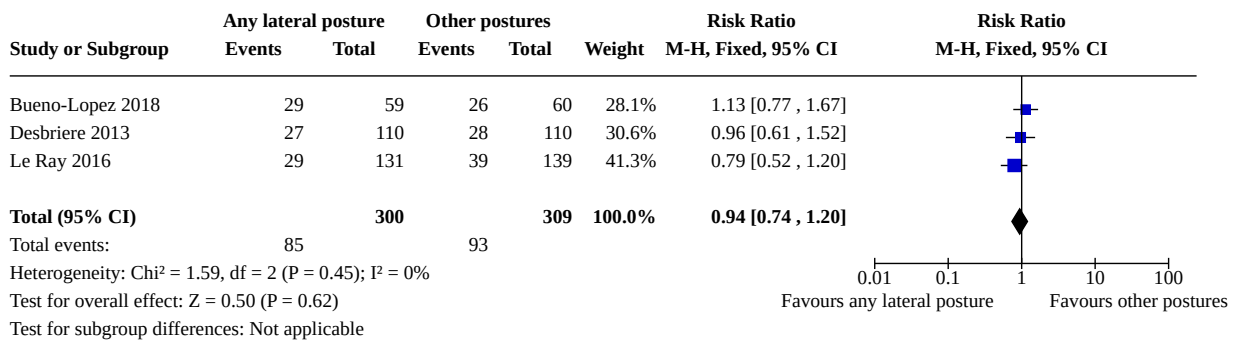 Any lateral posture Other postures Risk Ratio Risk Ratio
Study or Subgroup Events Total Events Total Weight M-H, Fixed, 95% CI M-H, Fixed, 95% CI
Bueno-Lopez 2018 29 59 26 60 28.1% 1.13 [0.77 , 1.67]
Desbriere 2013 27 110 28 110 30.6% 0.96 [0.61 , 1.52]
Le Ray 2016 29 131 39 139 41.3% 0.79 [0.52 , 1.20]
Total (95% CI) 300 309 100.0% 0.94 [0.74 , 1.20]
Total events: 85 93
Heterogeneity: Chi² = 1.59, df = 2 (P = 0.45); I² = 0%
0.01 0.1 1 10 100
Test for overall effect: Z = 0.50 (P = 0.62) Favours any lateral posture Favours other postures
Test for subgroup differences: Not applicable